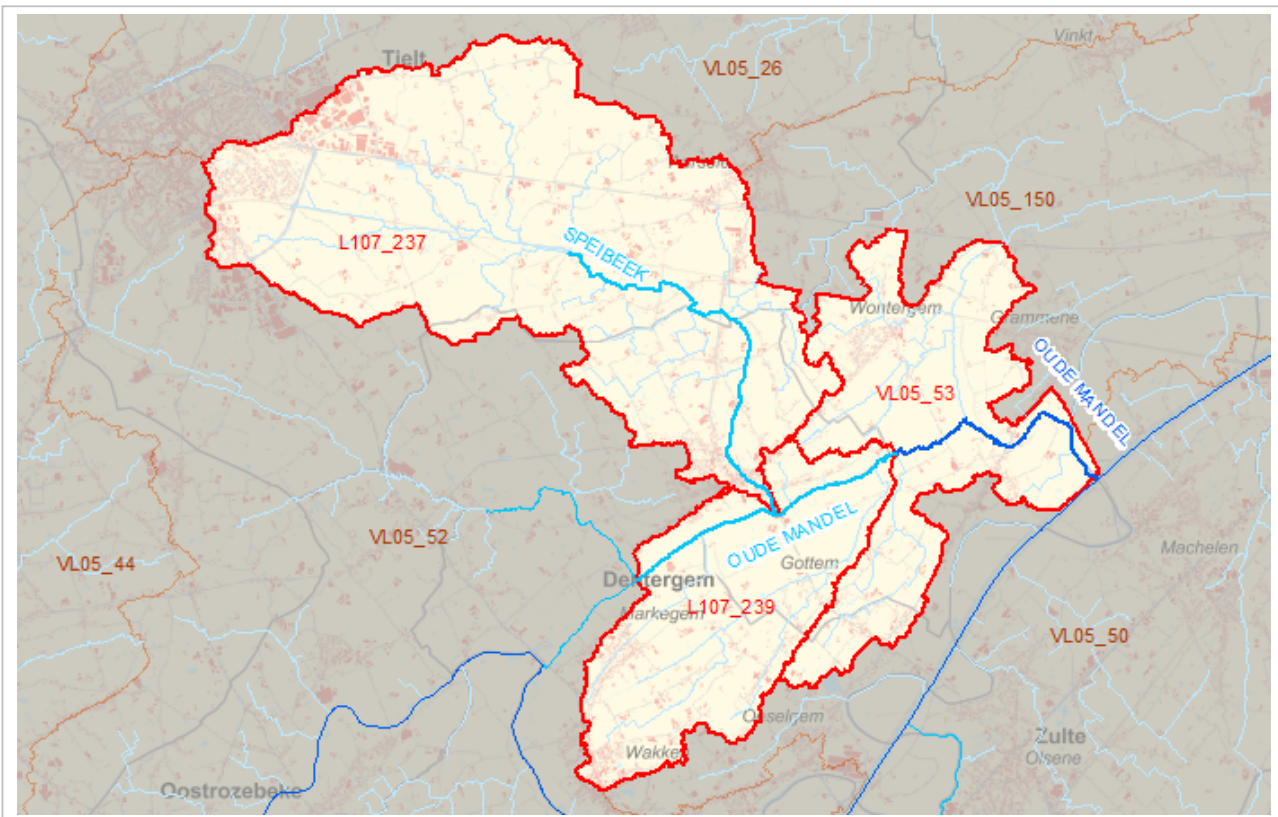 Vinkt
Tielt
VL05_26
VL05_150
L107_237
SPEIBEEK
Wontergem
Grammene
OUDE MANDEL
VL05_53
VL05_52
OUDE MANDEL
Machelen
VL05_44
Gottem
Dentergem
Markegem
L107_239
VL05_50
Oeselgem
Wakken
Zulte
Olsene
Oostrozebeke